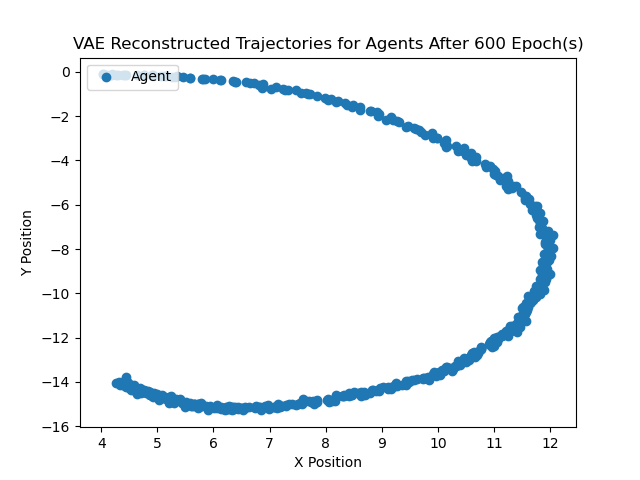 VAE Reconstructed Trajectories for Agents After 600 Epoch(s)
Agent
0
−2
−4
−6
−8
−10
−12
−14
−16
Y Position
4 5 6 7 8 9 10 11 12
X Position